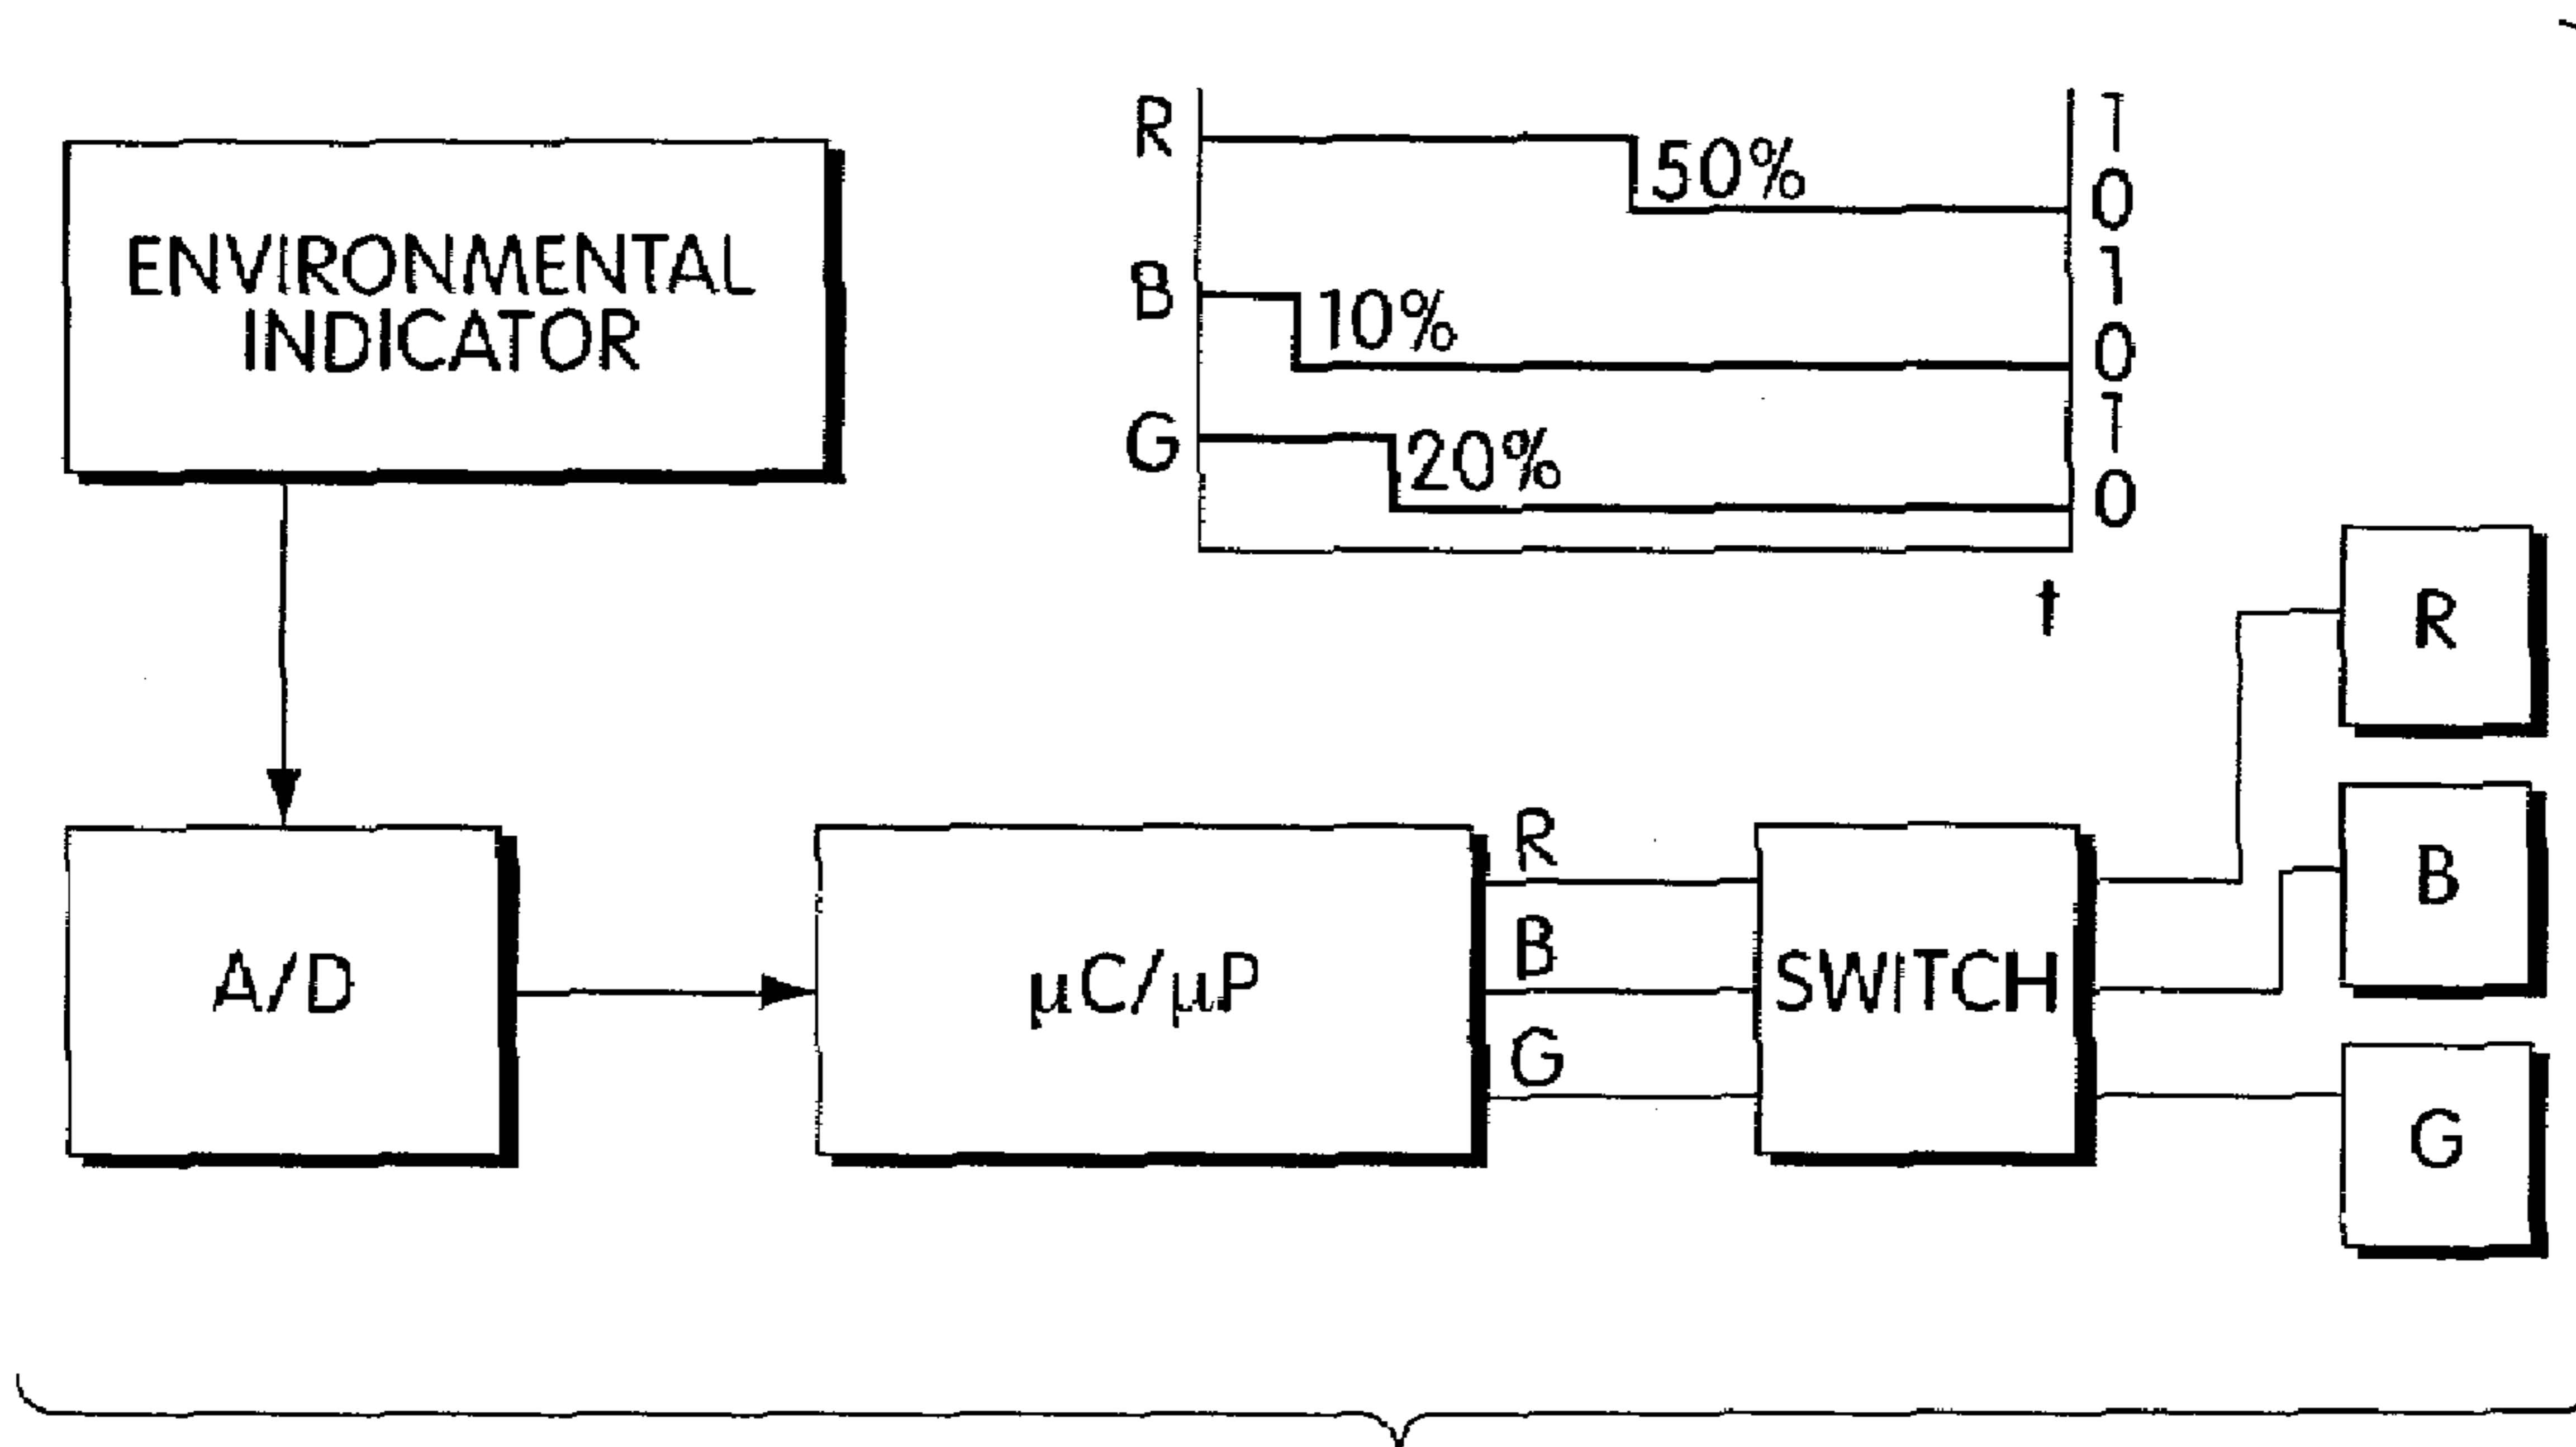 ENVIRONMENTAL
INDICATOR
R
50%
1
0
B
10%
1
0
G
20%
1
0
t
A/D
μC/μP
R
B
G
SWITCH
R
B
G